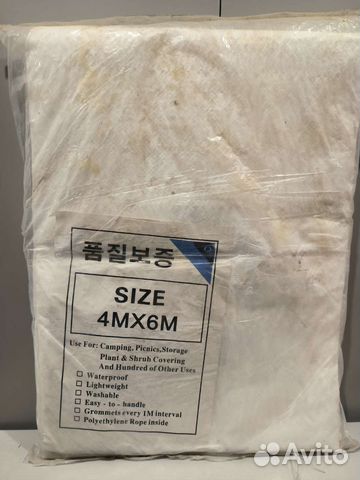 품질보증
SIZE
4MX6M
Use For: Camping, Picnics,Storage
Plant & Shrub Covering
And Hundred of Other Uses
Waterproof
Lightweight
Washable
Easy - to - handle
Grommets every 1M interval
Polyethylene Rope inside
Avito